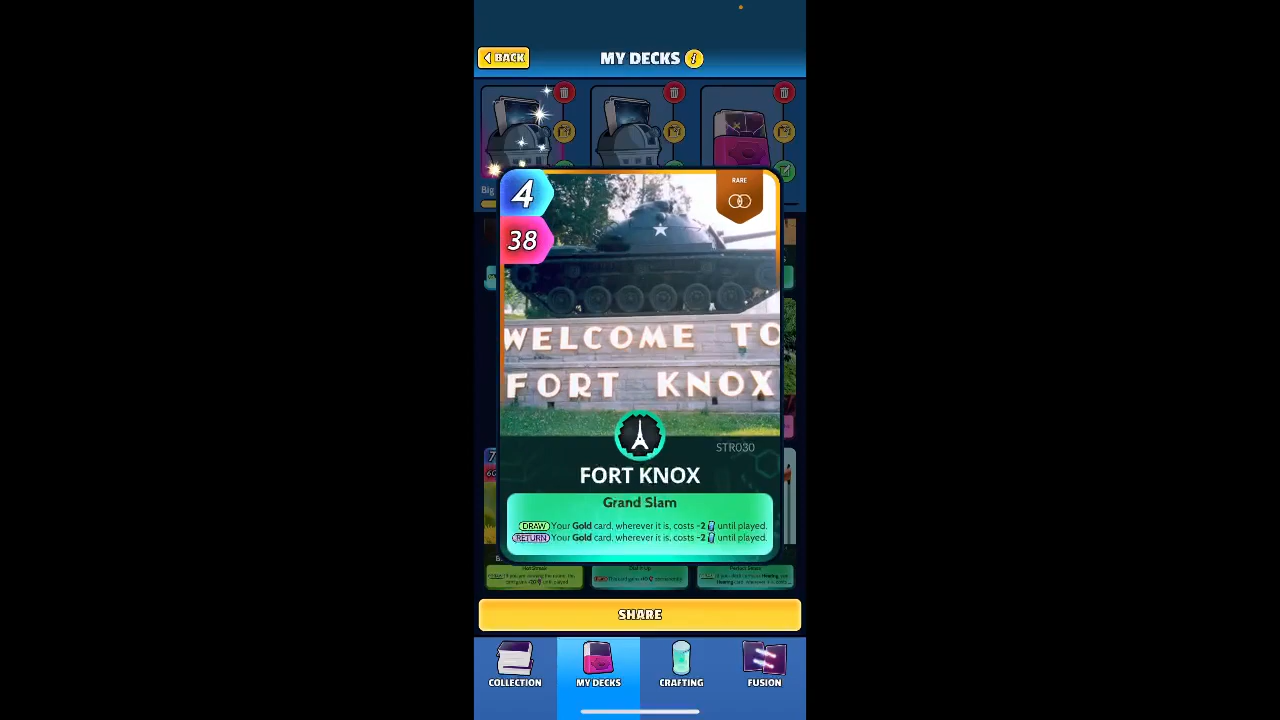 BACK
MY DECKS
Big
4
RARE
38
WELCOME TO
FORT KNOX
STR030
FORT KNOX
Grand Slam
DRAW Your Gold card, wherever it is, costs -2 until played.
RETURN Your Gold card, wherever it is, costs -2 until played.
SHARE
COLLECTION
MY DECKS
CRAFTING
FUSION